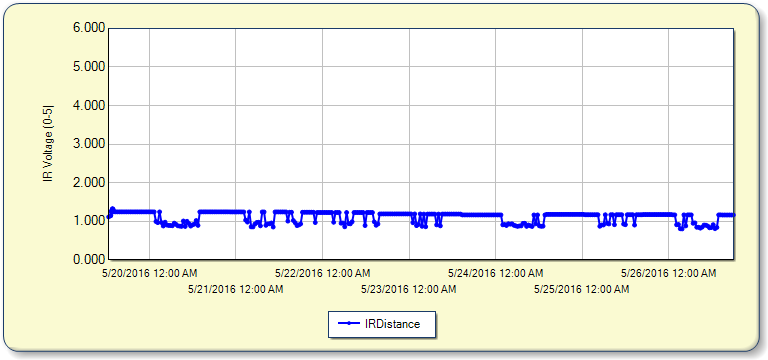 6.000
5.000
4.000
3.000
2.000
1.000
0.000
IR Voltage (0-5|
5/20/2016 12:00 AM
5/22/2016 12:00 AM
5/24/2016 12:00 AM
5/26/2016 12:00 AM
5/21/2016 12:00 AM
5/23/2016 12:00 AM
5/25/2016 12:00 AM
IRDistance